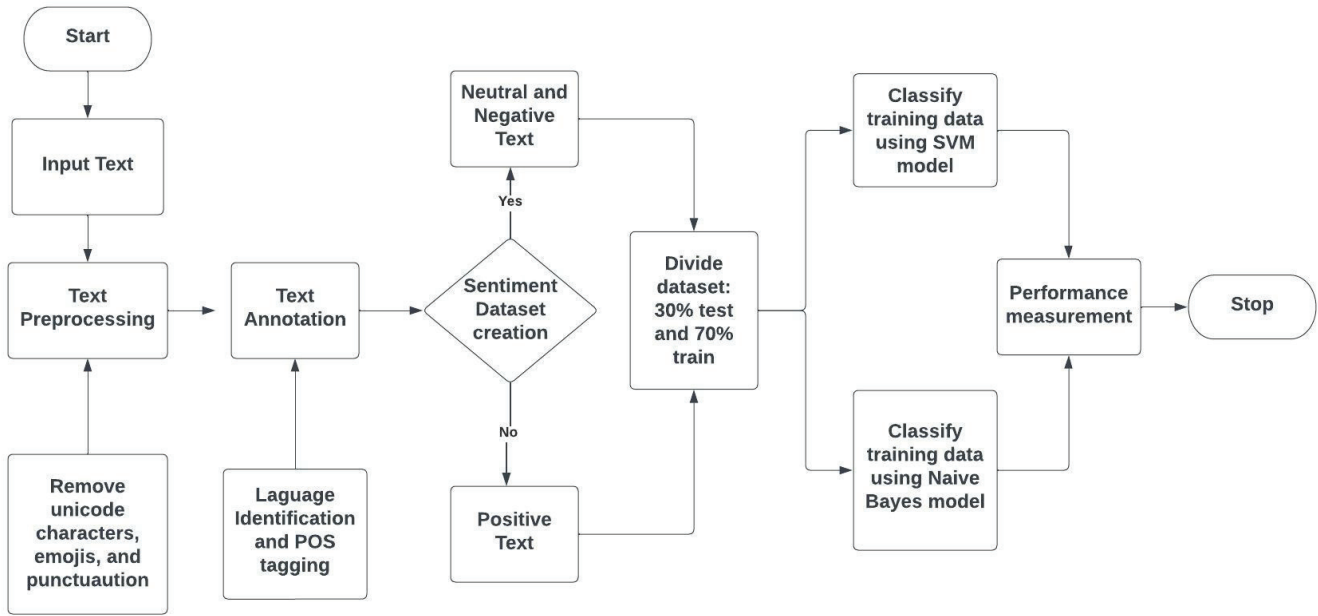 Start
Input Text
Text
Preprocessing
Remove
unicode
characters,
emojis, and
punctuaution
Text
Annotation
Laguage
Identification
and POS
tagging
Sentiment
Dataset
creation
Yes
Neutral and
Negative
Text
No
Positive
Text
Divide
dataset:
30% test
and 70%
train
Classify
training data
using SVM
model
Classify
training data
using Naive
Bayes model
Performance
measurement
Stop